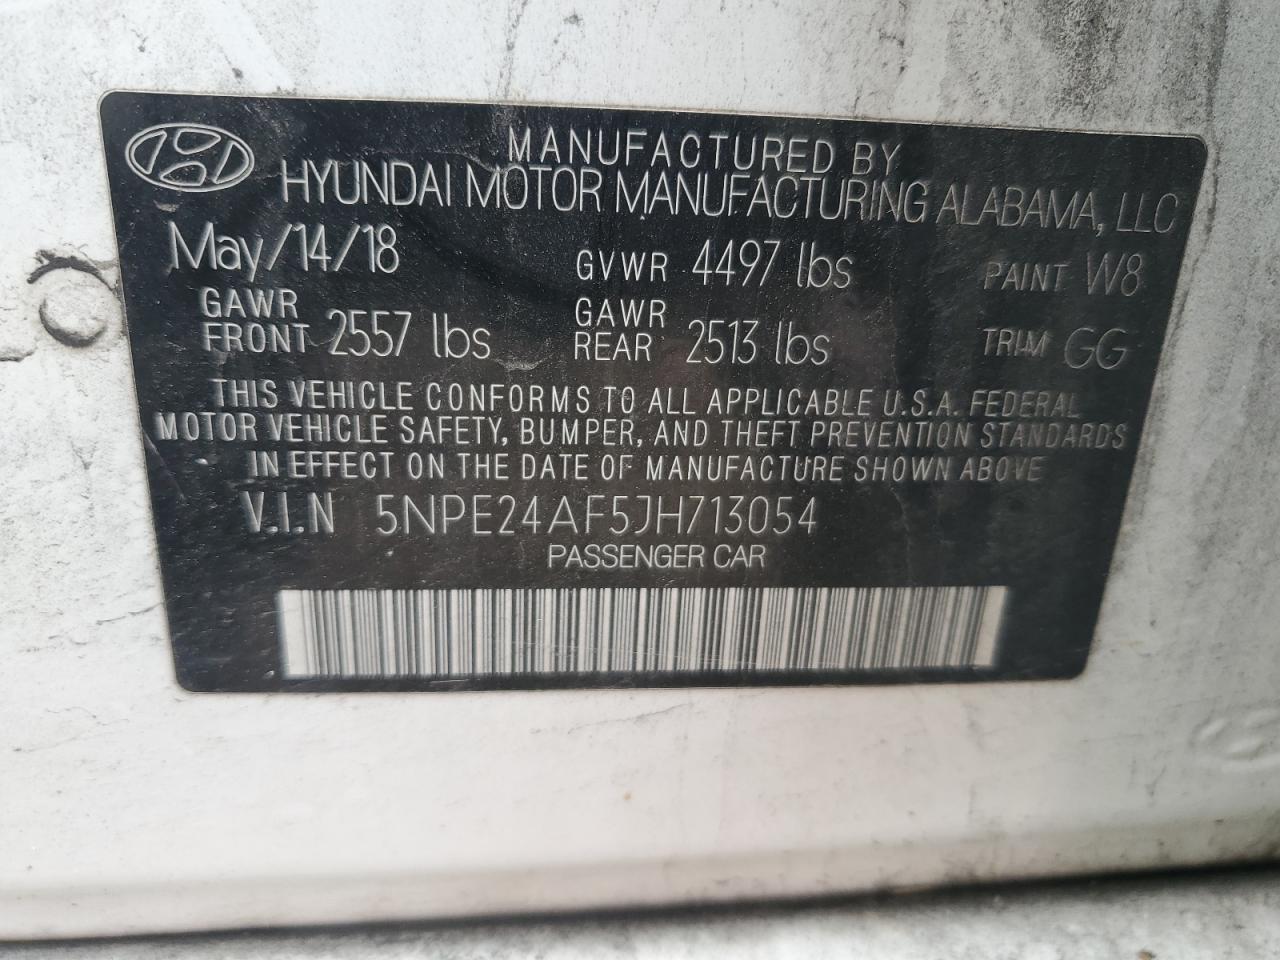 MANUFACTURED BY
HYUNDAI MOTOR MANUFACTURING ALABAMA, LLC
May/14/18 GVWR 4497 lbs PAINT W8
GAWR FRONT 2557 lbs GAWR REAR 2513 lbs TRIM GG
THIS VEHICLE CONFORMS TO ALL APPLICABLE U.S.A. FEDERAL
MOTOR VEHICLE SAFETY, BUMPER, AND THEFT PREVENTION STANDARDS
IN EFFECT ON THE DATE OF MANUFACTURE SHOWN ABOVE
V.I.N 5NPE24AF5JH713054
PASSENGER CAR